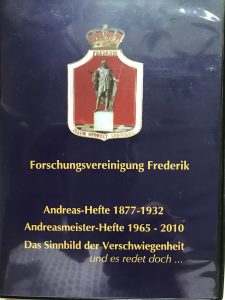 Forschungsvereinigung Frederik
Andreas-Hefte 1877-1932
Andreasmeister-Hefte 1965 - 2010
Das Sinnbild der Verschwiegenheit
und es redet doch ...